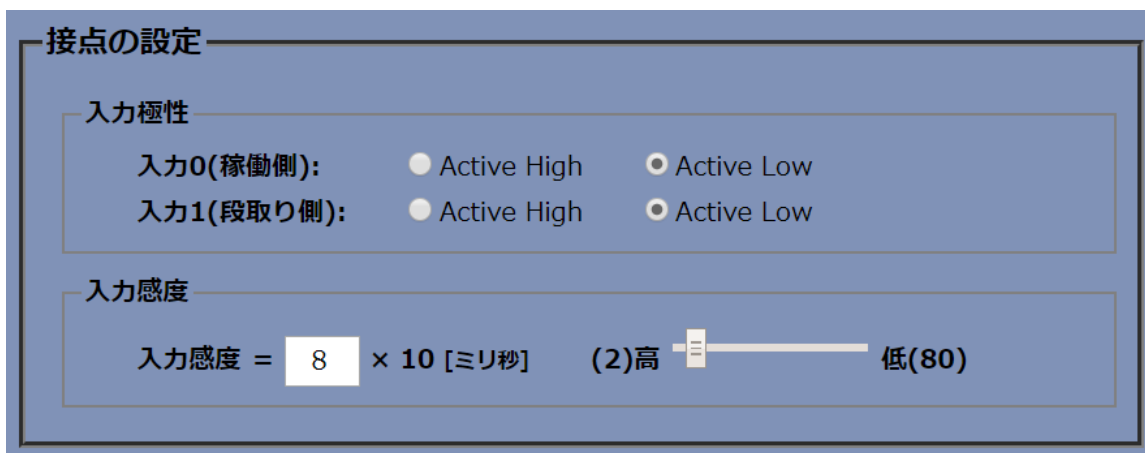 接点の設定
入力極性
入力0(稼働側): Active High Active Low
入力1(段取り側): Active High Active Low
入力感度
入力感度 = 8 × 10 [ミリ秒] (2)高 低(80)